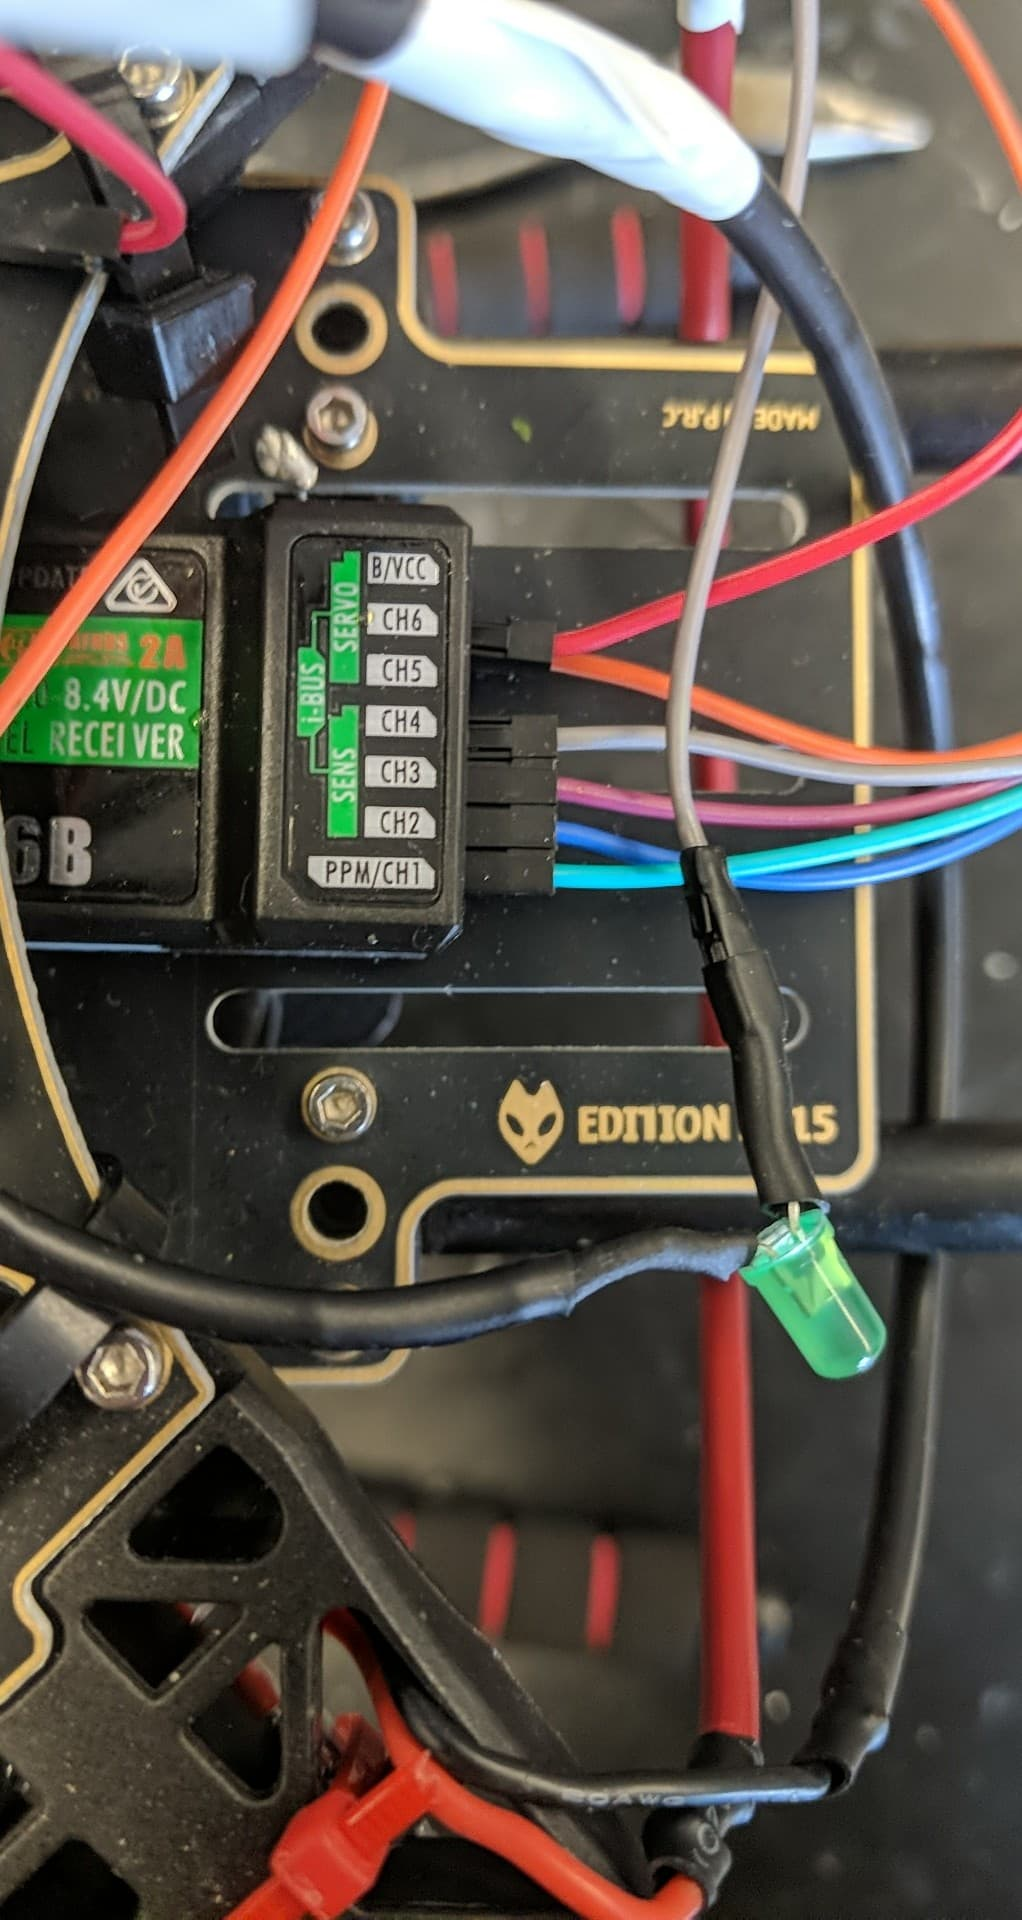 MADE IN P.R.C
2A
8.4V/DC
RECEIVER
6B
B/VCC
CH6
CH5
CH4
CH3
CH2
PPM/CH1
SERVO
i-BUS
SENS
EDITION
15